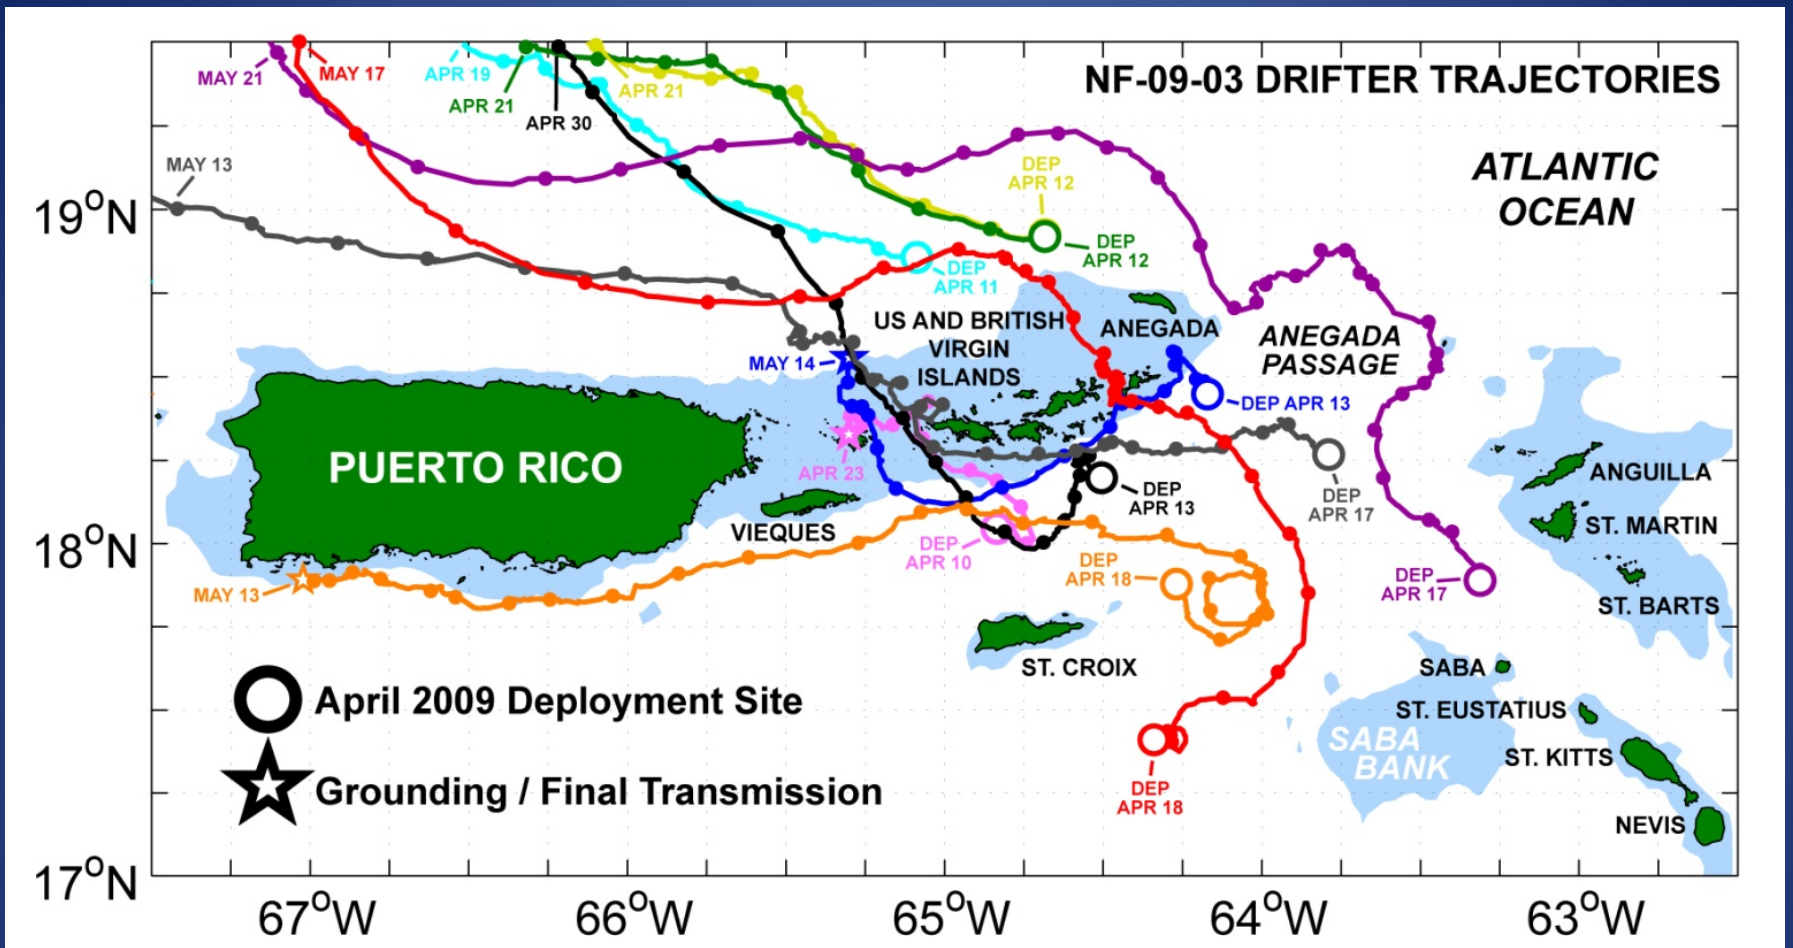 NF-09-03 DRIFTER TRAJECTORIES
MAY 21
MAY 17
APR 19
APR 21
APR 30
APR 21
MAY 13
DEP
APR 12
ATLANTIC
OCEAN
19°N
DEP
APR 12
DEP
APR 11
US AND BRITISH
VIRGIN
ISLANDS
ANEGADA
ANEGADA
PASSAGE
MAY 14
DEP APR 13
PUERTO RICO
APR 23
ANGUILLA
DEP
APR 13
DEP
APR 17
VIEQUES
ST. MARTIN
18°N
DEP
APR 10
DEP
APR 18
DEP
APR 17
MAY 13
ST. BARTS
ST. CROIX
SABA
April 2009 Deployment Site
ST. EUSTATIUS
SABA
BANK
ST. KITTS
Grounding / Final Transmission
DEP
APR 18
NEVIS
17°N
67°W
66°W
65°W
64°W
63°W